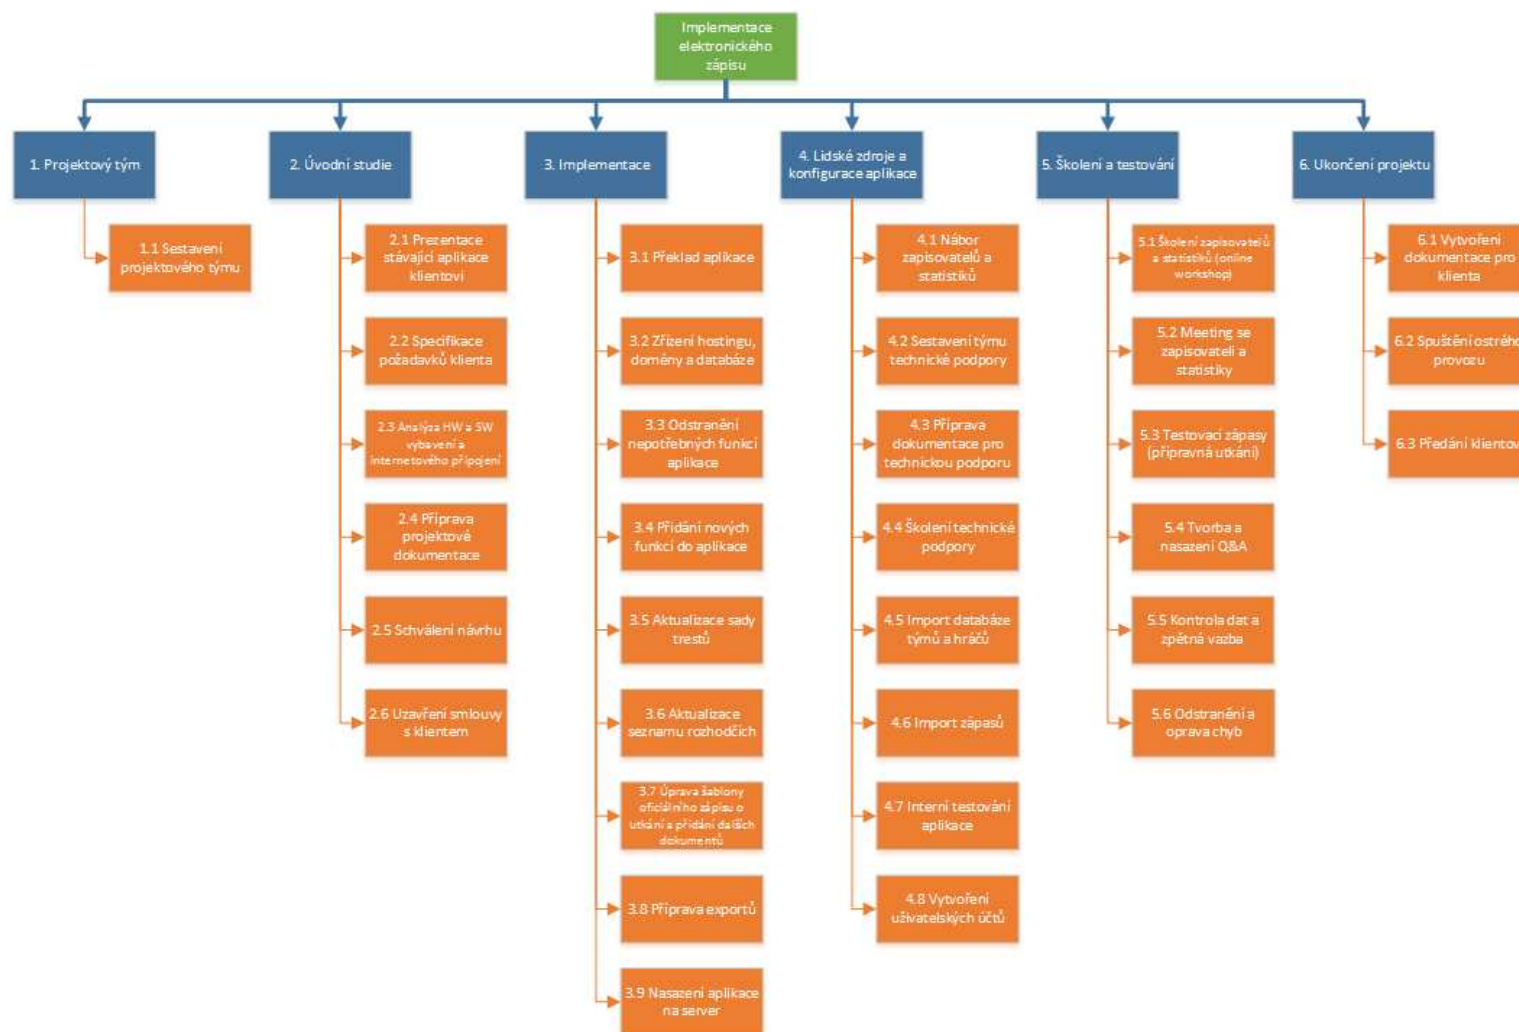 Implementace
elektronického
zápisu
1. Projektový tým
2. Úvodní studie
3. Implementace
4. Lidské zdroje a
konfigurace aplikace
5. Školení a testování
6. Ukončení projektu
1.1 Sestavení
projektového týmu
2.1 Prezentace
stávající aplikace
klientovi
2.2 Specifikace
požadavků klienta
2.3 Analýza HW a SW
vybavení a
internetového připojení
2.4 Příprava
projektové
dokumentace
2.5 Schválení návrhu
2.6 Uzavření smlouvy
s klientem
3.1 Překlad aplikace
3.2 Zřízení hostingu,
domény a databáze
3.3 Odstranění
nepotřebných funkcí
aplikace
3.4 Přidání nových
funkcí do aplikace
3.5 Aktualizace sady
trestů
3.6 Aktualizace
seznamu rozhodčích
3.7 Úprava šablony
oficiálního zápisu o
utkání a přidání dalších
dokumentů
3.8 Příprava exportů
3.9 Nasazení aplikace
na server
4.1 Nábor
zapisovatelů a
statistiků
4.2 Sestavení týmu
technické podpory
4.3 Příprava
dokumentace pro
technickou podporu
4.4 Školení technické
podpory
4.5 Import databáze
týmů a hráčů
4.6 Import zápasů
4.7 Interní testování
aplikace
4.8 Vytvoření
uživatelských účtů
5.1 Školení zapisovatelů
a statistiků (online
workshop)
5.2 Meeting se
zapisovateli a
statistiky
5.3 Testovací zápasy
(přípravná utkání)
5.4 Tvorba a
nasazení Q&A
5.5 Kontrola dat a
zpětná vazba
5.6 Odstranění a
oprava chyb
6.1 Vytvoření
dokumentace pro
klienta
6.2 Spuštění ostrého
provozu
6.3 Předání klientov